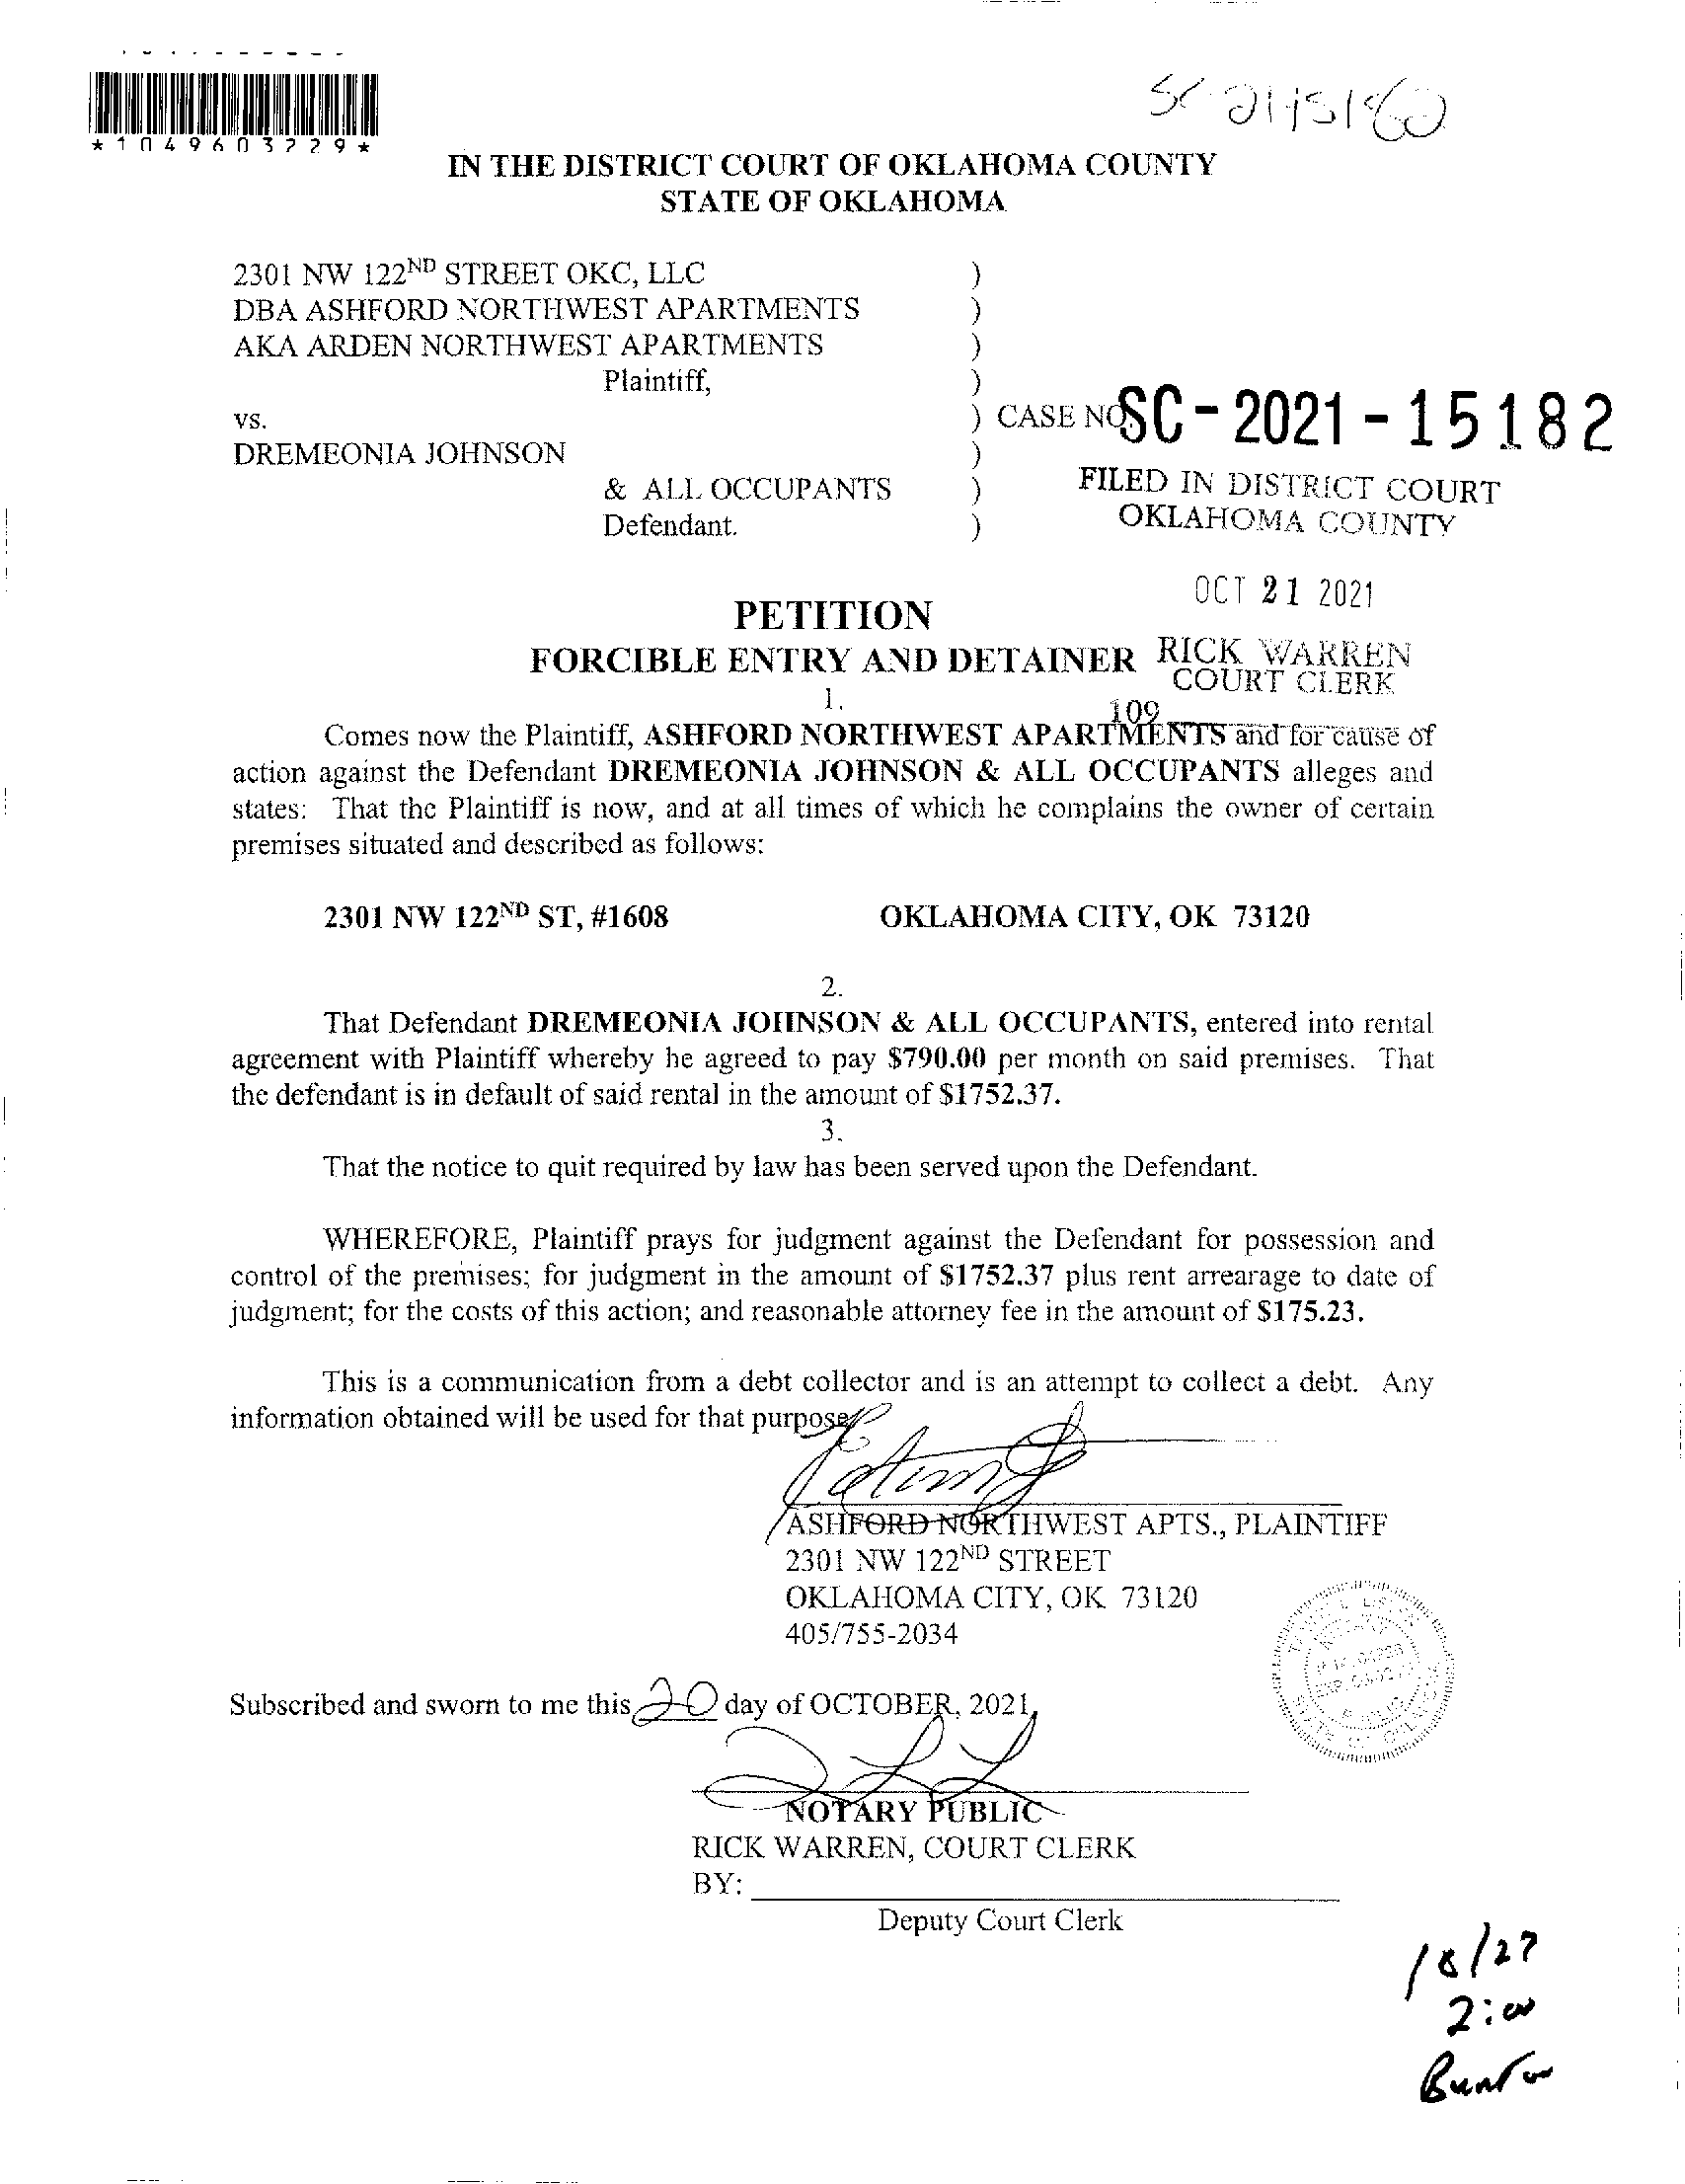 *1049603229*
IN THE DISTRICT COURT OF OKLAHOMA COUNTY
STATE OF OKLAHOMA
2301 NW 122ND STREET OKC, LLC )
DBA ASHFORD NORTHWEST APARTMENTS )
AKA ARDEN NORTHWEST APARTMENTS )
Plaintiff, )
vs. ) CASE NO. SC-2021-15182
DREMEONIA JOHNSON )
& ALL OCCUPANTS )
Defendant. )
FILED IN DISTRICT COURT
OKLAHOMA COUNTY
OCT 21 2021
RICK WARREN
COURT CLERK
109
PETITION
FORCIBLE ENTRY AND DETAINER
1.
Comes now the Plaintiff, ASHFORD NORTHWEST APARTMENTS and for cause of
action against the Defendant DREMEONIA JOHNSON & ALL OCCUPANTS alleges and
states: That the Plaintiff is now, and at all times of which he complains the owner of certain
premises situated and described as follows:
2301 NW 122ND ST, #1608 OKLAHOMA CITY, OK 73120
2.
That Defendant DREMEONIA JOHNSON & ALL OCCUPANTS, entered into rental
agreement with Plaintiff whereby he agreed to pay $790.00 per month on said premises. That
the defendant is in default of said rental in the amount of $1752.37.
3.
That the notice to quit required by law has been served upon the Defendant.
WHEREFORE, Plaintiff prays for judgment against the Defendant for possession and
control of the premises; for judgment in the amount of $1752.37 plus rent arrearage to date of
judgment; for the costs of this action; and reasonable attorney fee in the amount of $175.23.
This is a communication from a debt collector and is an attempt to collect a debt. Any
information obtained will be used for that purpose.
ASHFORD NORTHWEST APTS., PLAINTIFF
2301 NW 122ND STREET
OKLAHOMA CITY, OK 73120
405/755-2034
Subscribed and sworn to me this 20 day of OCTOBER, 2021.
NOTARY PUBLIC
RICK WARREN, COURT CLERK
BY:
Deputy Court Clerk
2:00